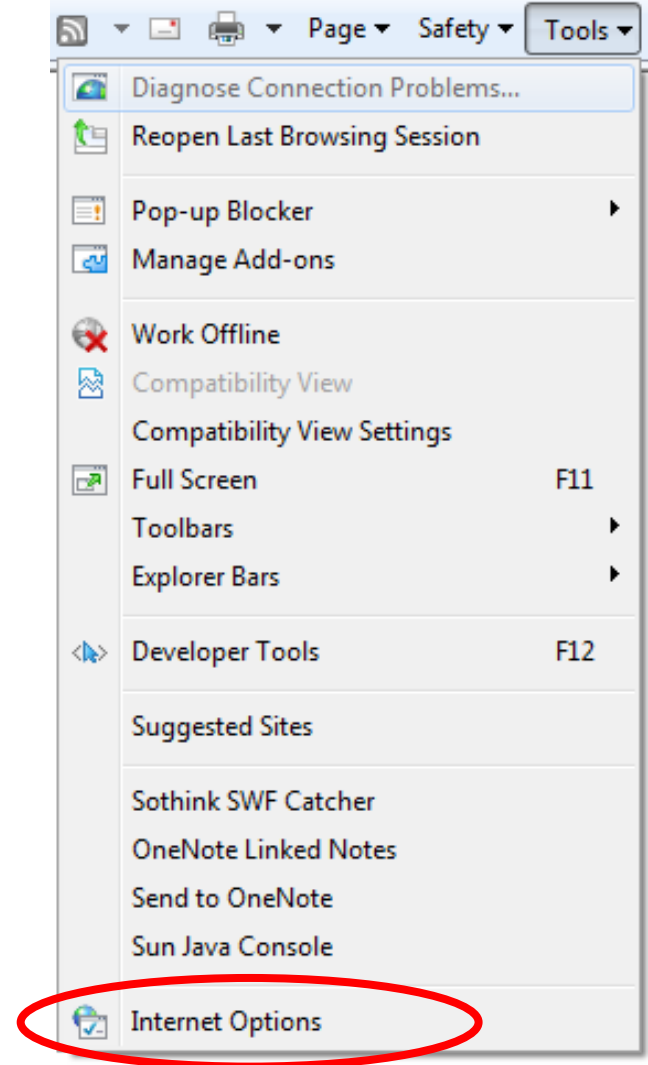 Page Safety Tools
Diagnose Connection Problems...
Reopen Last Browsing Session
Pop-up Blocker
Manage Add-ons
Work Offline
Compatibility View
Compatibility View Settings
Full Screen F11
Toolbars
Explorer Bars
Developer Tools F12
Suggested Sites
Sothink SWF Catcher
OneNote Linked Notes
Send to OneNote
Sun Java Console
Internet Options